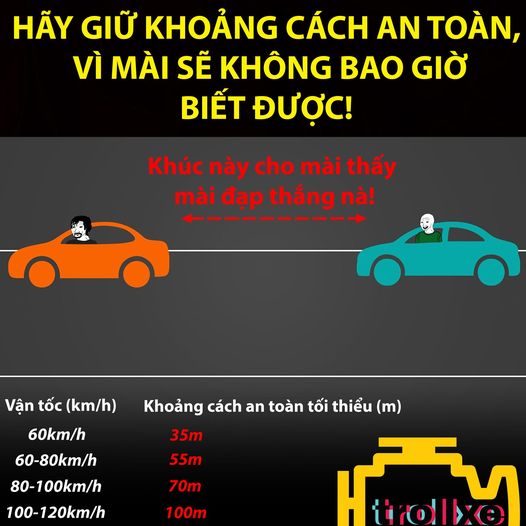 HÃY GIỮ KHOẢNG CÁCH AN TOÀN,
VÌ MÀI SẼ KHÔNG BAO GIỜ
BIẾT ĐƯỢC!
Khúc này cho mài thấy
mài đạp thắng nà!
Vận tốc (km/h) Khoảng cách an toàn tối thiểu (m)
60km/h 35m
60-80km/h 55m
80-100km/h 70m
100-120km/h 100m
trollxe